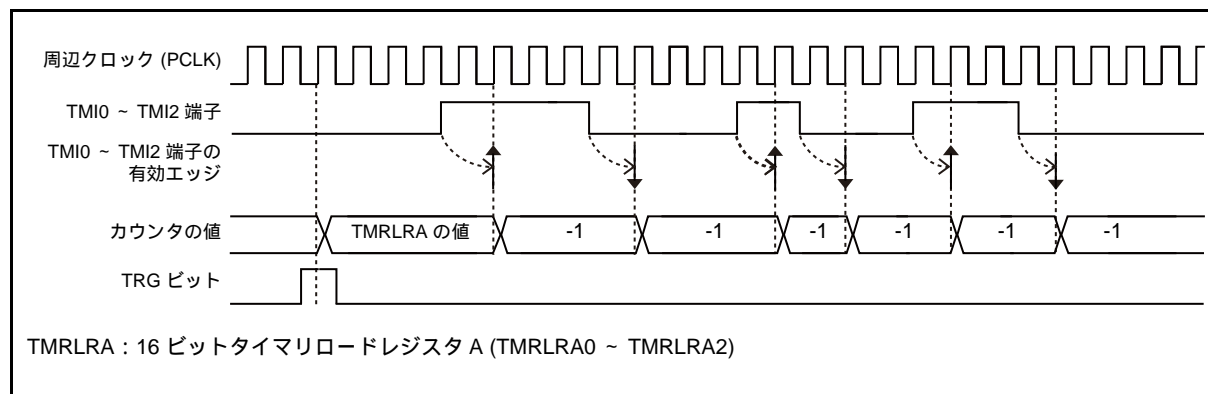 周辺クロック (PCLK)
TMI0 ~ TMI2 端子
TMI0 ~ TMI2 端子の
有効エッジ
カウンタの値
TMRLRA の値
-1
-1
-1
-1
-1
-1
TRG ビット
TMRLRA : 16 ビットタイマリロードレジスタ A (TMRLRA0 ~ TMRLRA2)